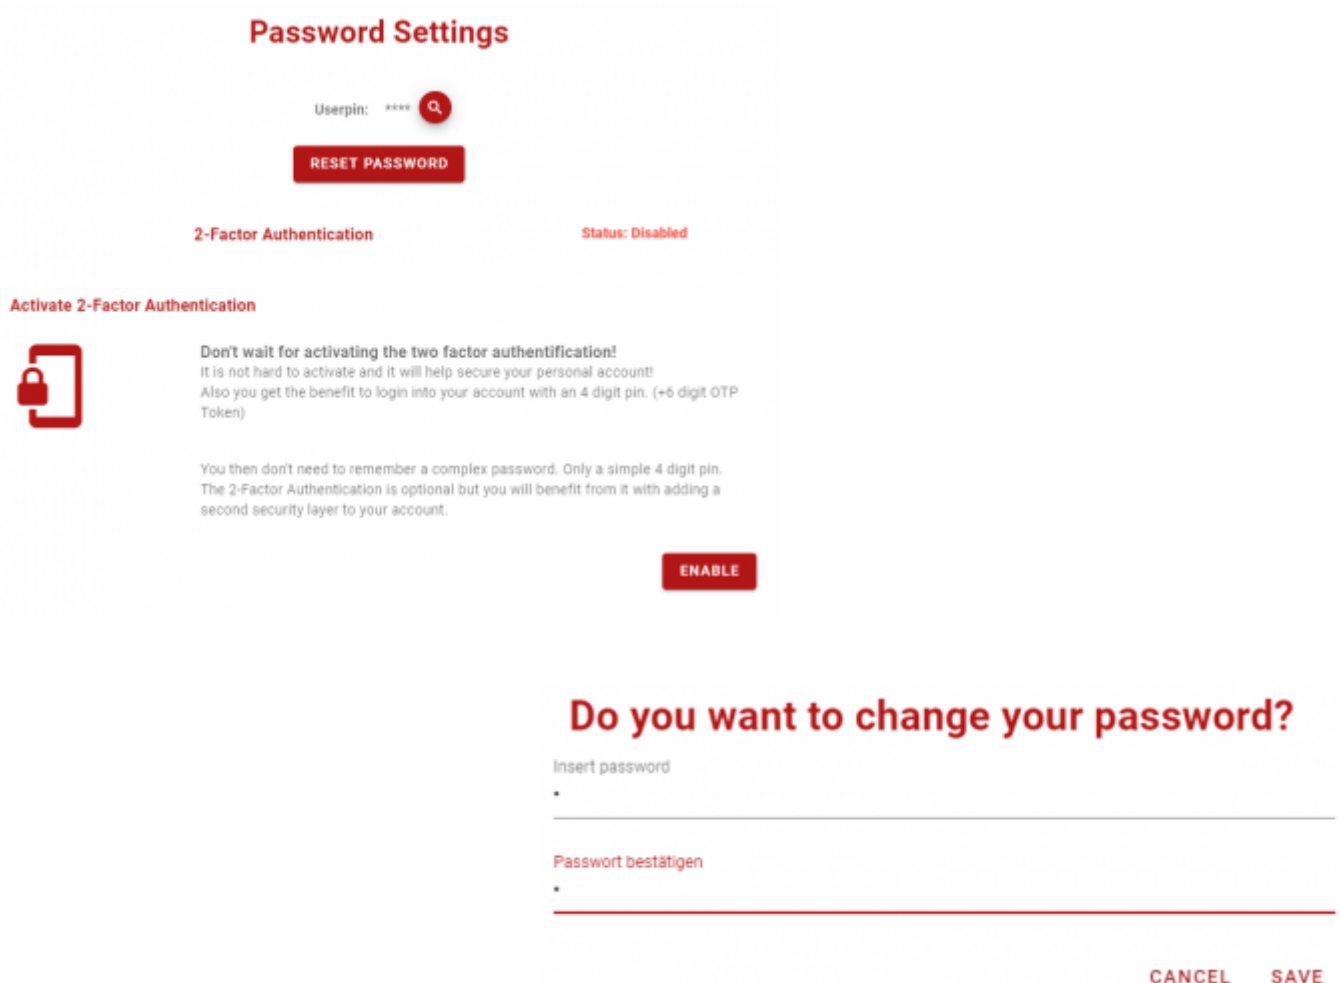 Password Settings
Userpin: ****
RESET PASSWORD
2-Factor Authentication Status: Disabled
Activate 2-Factor Authentication
Don't wait for activating the two factor authentification!
It is not hard to activate and it will help secure your personal account!
Also you get the benefit to login into your account with an 4 digit pin. (+6 digit OTP
Token)
You then don't need to remember a complex password. Only a simple 4 digit pin.
The 2-Factor Authentication is optional but you will benefit from it with adding a
second security layer to your account.
ENABLE
Do you want to change your password?
Insert password
•
Passwort bestätigen
•
CANCEL SAVE